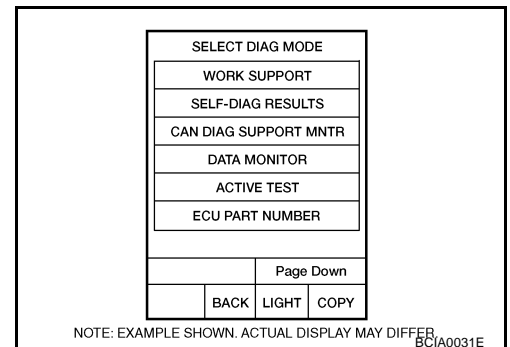 SELECT DIAG MODE
WORK SUPPORT
SELF-DIAG RESULTS
CAN DIAG SUPPORT MNTR
DATA MONITOR
ACTIVE TEST
ECU PART NUMBER
Page Down
BACK LIGHT COPY
NOTE: EXAMPLE SHOWN. ACTUAL DISPLAY MAY DIFFER.
BCIA0031E